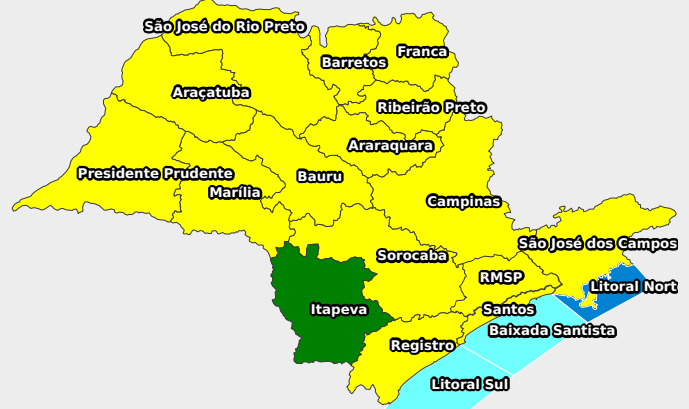 São José do Rio Preto
Franca
Barretos
Araçatuba
Ribeirão Preto
Araraquara
Presidente Prudente
Bauru
Marília
Campinas
São José dos Campos
Sorocaba
RMSP
Litoral Nort
Itapeva
Santos
Baixada Santista
Registro
Litoral Sul